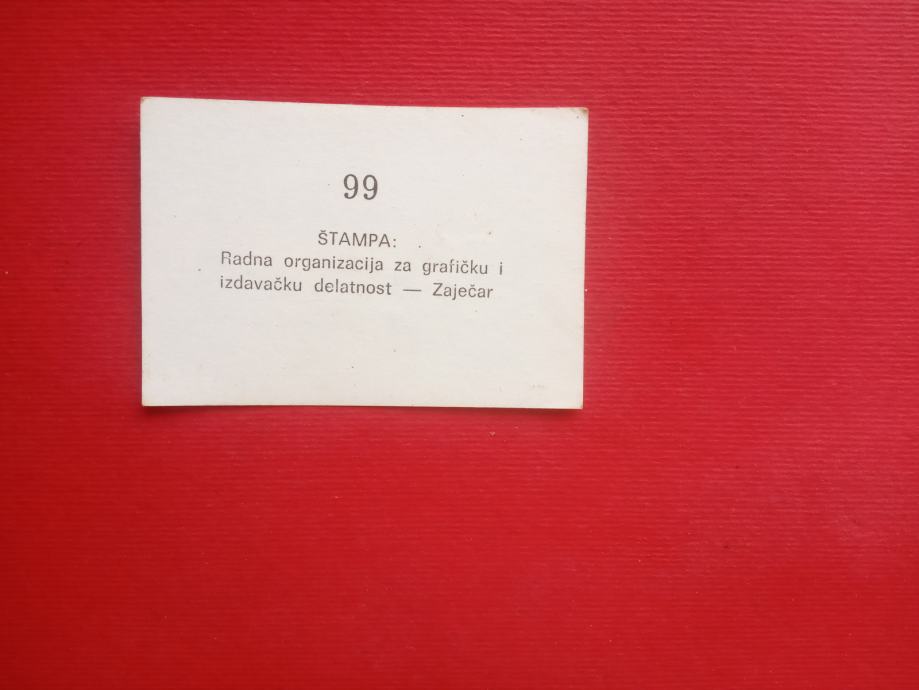 99
ŠTAMPA:
Radna organizacija za grafičku i
izdavačku delatnost — Zaječar